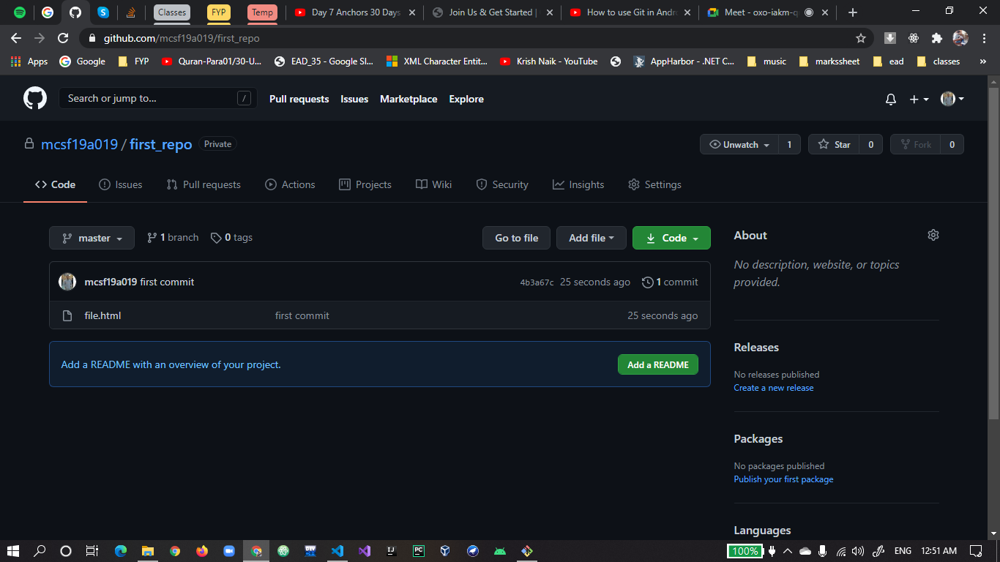 Classes FYP Temp Day 7 Anchors 30 Days Join Us & Get Started | How to use Git in Andr Meet - oxo-iakm-q
github.com/mcsf19a019/first_repo
Apps Google FYP Quran-Para01/30-U... EAD_35 - Google Sl... XML Character Entit... Krish Naik - YouTube AppHarbor - .NET C... music markssheet ead classes »
Search or jump to... / Pull requests Issues Marketplace Explore
mcsf19a019 / first_repo Private Unwatch 1 Star 0 Fork 0
Code Issues Pull requests Actions Projects Wiki Security Insights Settings
master 1 branch 0 tags Go to file Add file Code
About
No description, website, or topics
provided.
mcsf19a019 first commit 4b3a67c 25 seconds ago 1 commit
file.html first commit 25 seconds ago
Add a README with an overview of your project. Add a README
Releases
No releases published
Create a new release
Packages
No packages published
Publish your first package
Languages
100% ENG 12:51 AM